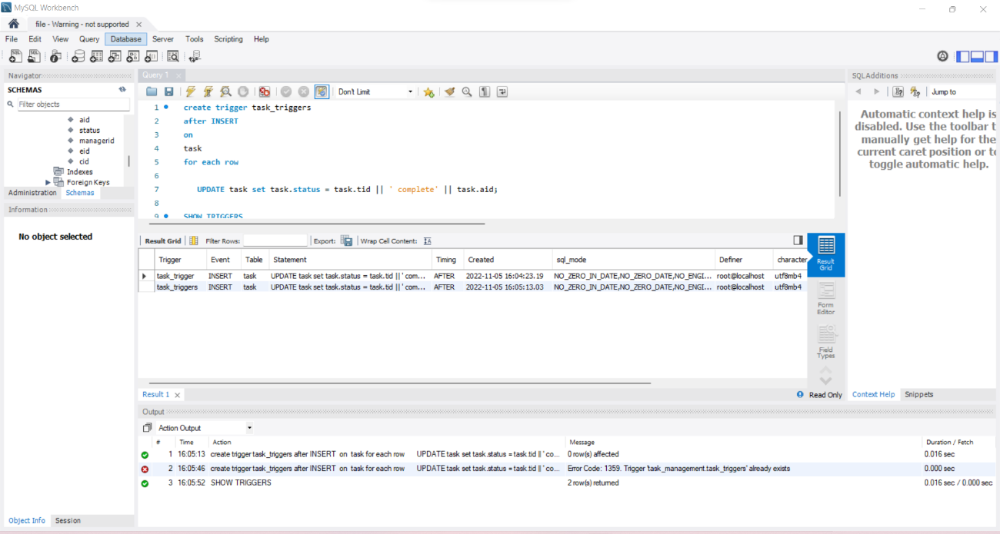 MySQL Workbench
file - Warning - not supported
File Edit View Query Database Server Tools Scripting Help
Navigator
SCHEMAS
Filter objects
aid
status
managerid
eid
cid
Indexes
Foreign Keys
Administration Schemas
Information
No object selected
Object Info Session
Query 1
Don't Limit
1 create trigger task_triggers
2 after INSERT
3 on
4 task
5 for each row
6
7 UPDATE task set task.status = task.tid || ' complete' || task.aid;
8
9 SHOW TRIGGERS
Result Grid Filter Rows: Export: Wrap Cell Content:
Trigger Event Table Statement Timing Created sql_mode Definer character
task_trigger INSERT task UPDATE task set task.status = task.tid || ' com... AFTER 2022-11-05 16:04:23.19 NO_ZERO_IN_DATE,NO_ZERO_DATE,NO_ENGI... root@localhost utf8mb4
task_triggers INSERT task UPDATE task set task.status = task.tid || ' com... AFTER 2022-11-05 16:05:13.03 NO_ZERO_IN_DATE,NO_ZERO_DATE,NO_ENGI... root@localhost utf8mb4
Result
Grid
Form
Editor
Field
Types
Result 1
Read Only
SQLAdditions
Jump to
Automatic context help is
disabled. Use the toolbar t
manually get help for the
current caret position or to
toggle automatic help.
Context Help Snippets
Output
Action Output
# Time Action Message Duration / Fetch
1 16:05:13 create trigger task_triggers after INSERT on task for each row UPDATE task set task.status = task.tid || ' co... 0 row(s) affected 0.016 sec
2 16:05:46 create trigger task_triggers after INSERT on task for each row UPDATE task set task.status = task.tid || ' co... Error Code: 1359. Trigger 'task_management.task_triggers' already exists 0.000 sec
3 16:05:52 SHOW TRIGGERS 2 row(s) returned 0.016 sec / 0.000 sec